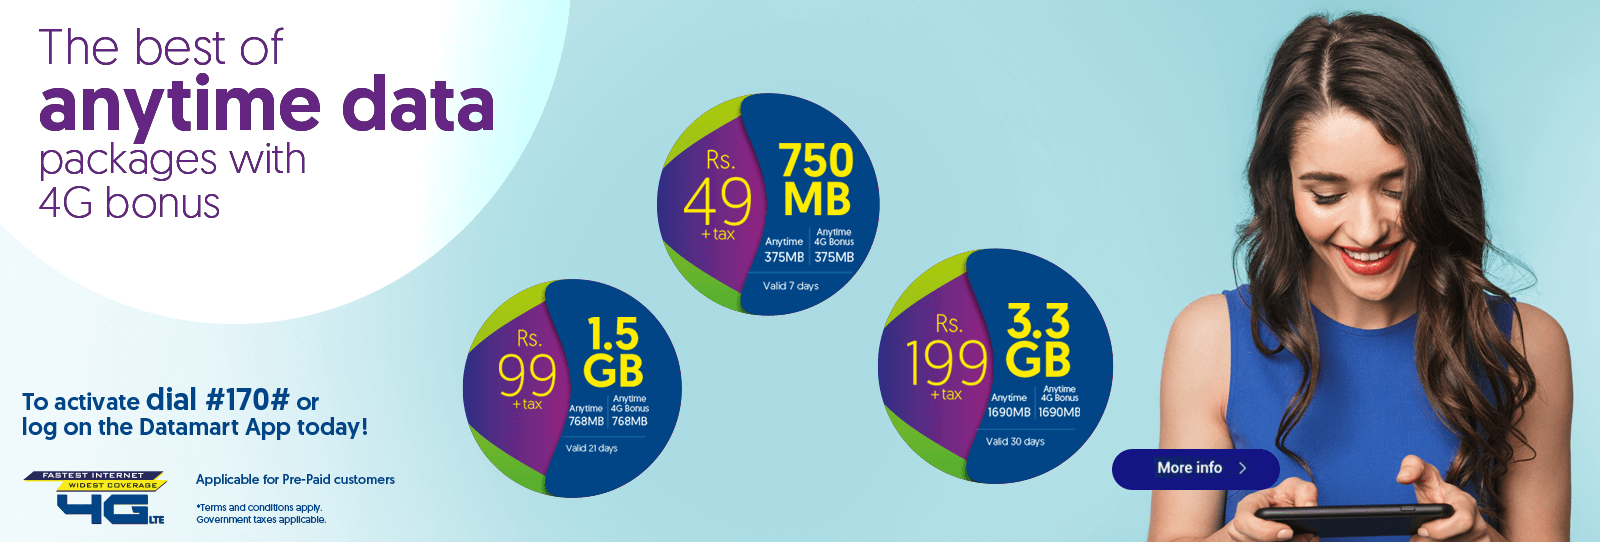 The best of
anytime data
packages with
4G bonus
Rs.
49
+ tax
750
MB
Anytime
375MB
Anytime
4G Bonus
375MB
Valid 7 days
Rs.
99
+ tax
1.5
GB
Anytime
768MB
Anytime
4G Bonus
768MB
Valid 21 days
Rs.
199
+ tax
3.3
GB
Anytime
1690MB
Anytime
4G Bonus
1690MB
Valid 30 days
To activate dial #170# or
log on the Datamart App today!
FASTEST INTERNET
WIDEST COVERAGE
4G LTE
Applicable for Pre-Paid customers
*Terms and conditions apply.
Government taxes applicable.
More info >